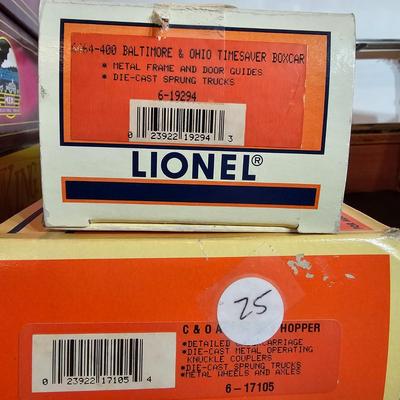 6464-400 BALTIMORE & OHIO TIMESAVER BOXCAR
* METAL FRAME AND DOOR GUIDES
* DIE-CAST SPRUNG TRUCKS
6-19294
0 23922 19294 3
LIONEL®
25
C & O A HOPPER
*DETAILED CARRIAGE
*DIE-CAST METAL OPERATING
KNUCKLE COUPLERS
*DIE-CAST SPRUNG TRUCKS
*METAL WHEELS AND AXLES
6-17105
0 23922 17105 4